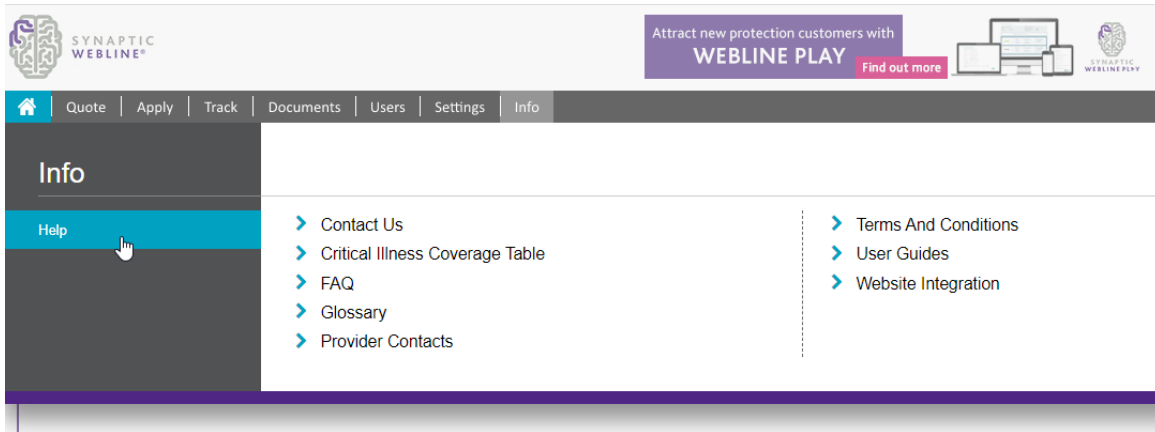 SYNAPTIC
WEBLINE®
Attract new protection customers with
WEBLINE PLAY
Find out more
SYNAPTIC
WEBLINE PLAY
Quote
Apply
Track
Documents
Users
Settings
Info
Info
Help
Contact Us
Critical Illness Coverage Table
FAQ
Glossary
Provider Contacts
Terms And Conditions
User Guides
Website Integration